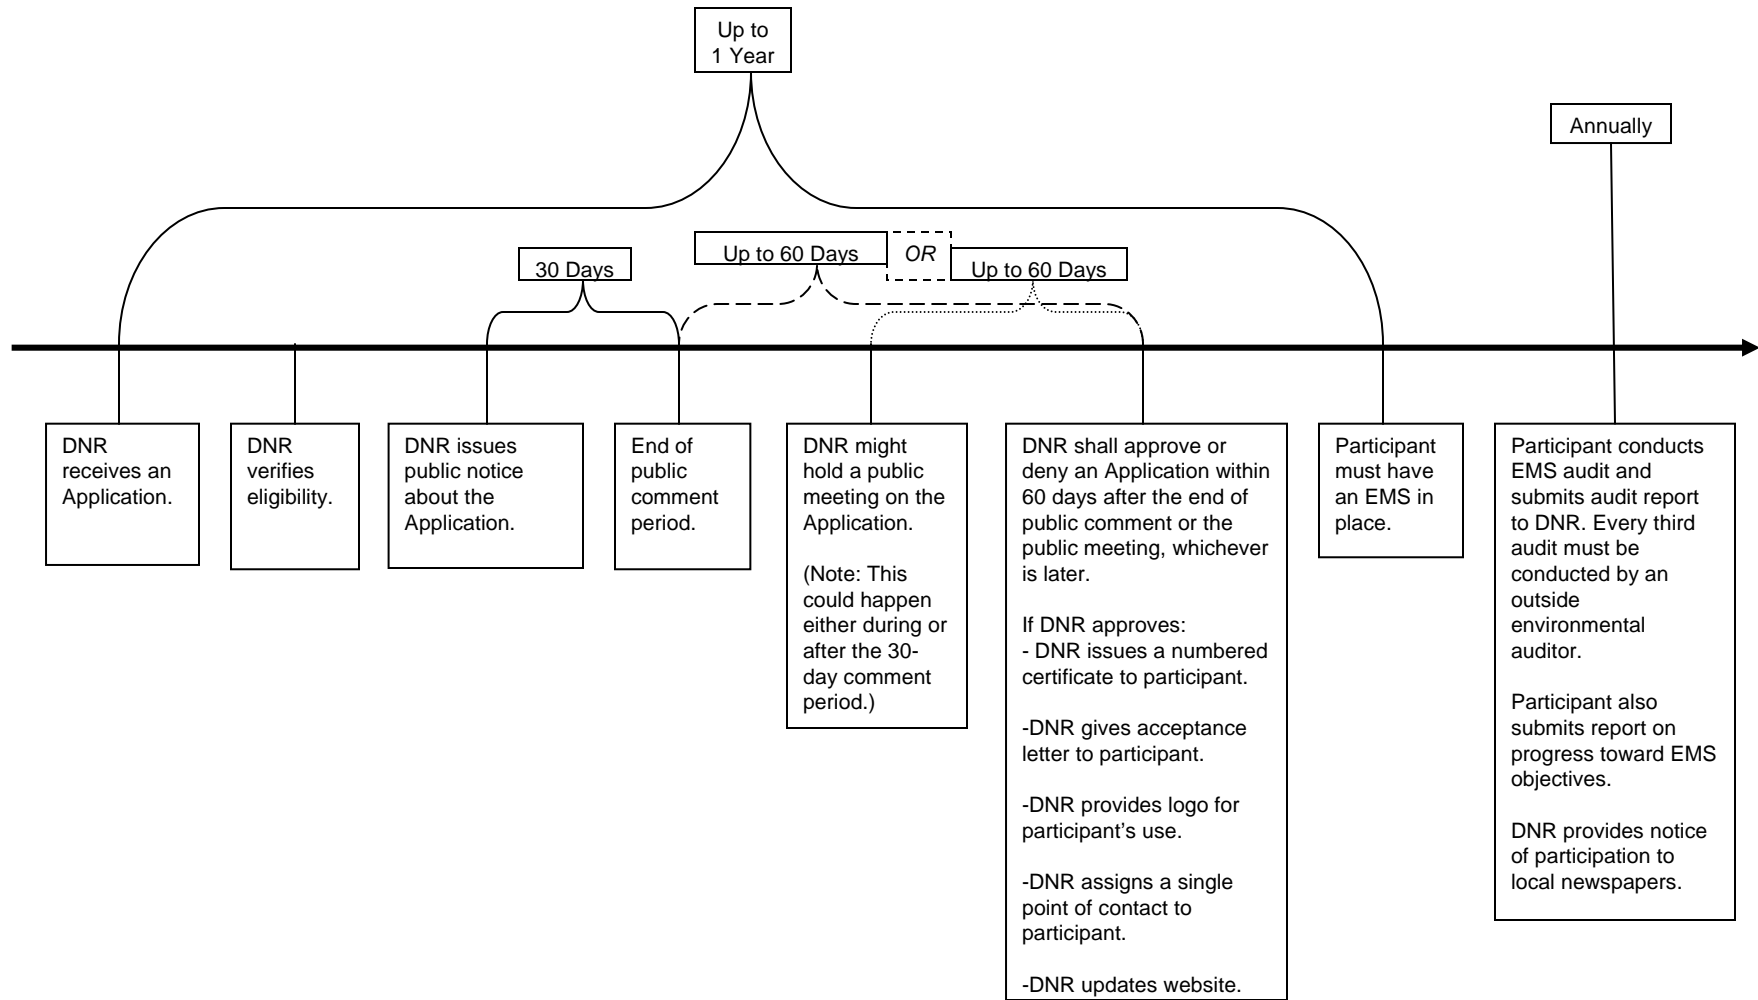 Up to
1 Year
Annually
Up to 60 Days
OR
30 Days
Up to 60 Days
DNR
receives an
Application.
DNR
verifies
eligibility.
DNR issues
public notice
about the
Application.
End of
public
comment
period.
DNR might
hold a public
meeting on the
Application.
(Note: This
could happen
either during or
after the 30-
day comment
period.)
DNR shall approve or
deny an Application within
60 days after the end of
public comment or the
public meeting, whichever
is later.
If DNR approves:
- DNR issues a numbered
certificate to participant.
-DNR gives acceptance
letter to participant.
-DNR provides logo for
participant's use.
-DNR assigns a single
point of contact to
participant.
-DNR updates website.
Participant
must have
an EMS in
place.
Participant conducts
EMS audit and
submits audit report
to DNR. Every third
audit must be
conducted by an
outside
environmental
auditor.
Participant also
submits report on
progress toward EMS
objectives.
DNR provides notice
of participation to
local newspapers.